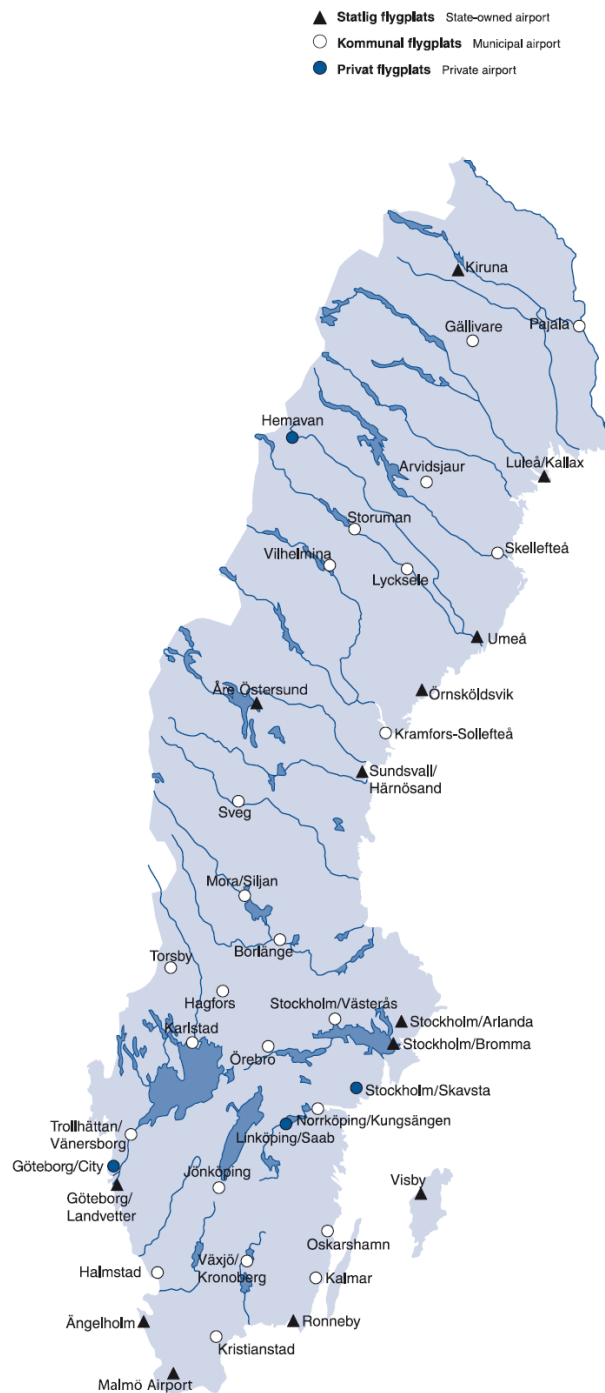 Statlig flygplats State-owned airport
Kommunal flygplats Municipal airport
Privat flygplats Private airport
Kiruna
Pajala
Gällivare
Hemavan
Arvidsjaur
Luleå/Kallax
Storuman
Skellefteå
Vilhelmina
Lycksele
Umeå
Åre Östersund
Örnsköldsvik
Kramfors-Sollefteå
Sundsvall/
Härnösand
Sveg
Mora/Siljan
Borlänge
Torsby
Hagfors
Stockholm/Västerås
Karlstad
Stockholm/Arlanda
Örebro
Stockholm/Bromma
Stockholm/Skavsta
Norrköping/Kungsängen
Trollhättan/
Vänersborg
Linköping/Saab
Göteborg/City
Jönköping
Visby
Göteborg/
Landvetter
Oskarshamn
Växjö/
Kronoberg
Halmstad
Kalmar
Ängelholm
Ronneby
Kristianstad
Malmö Airport